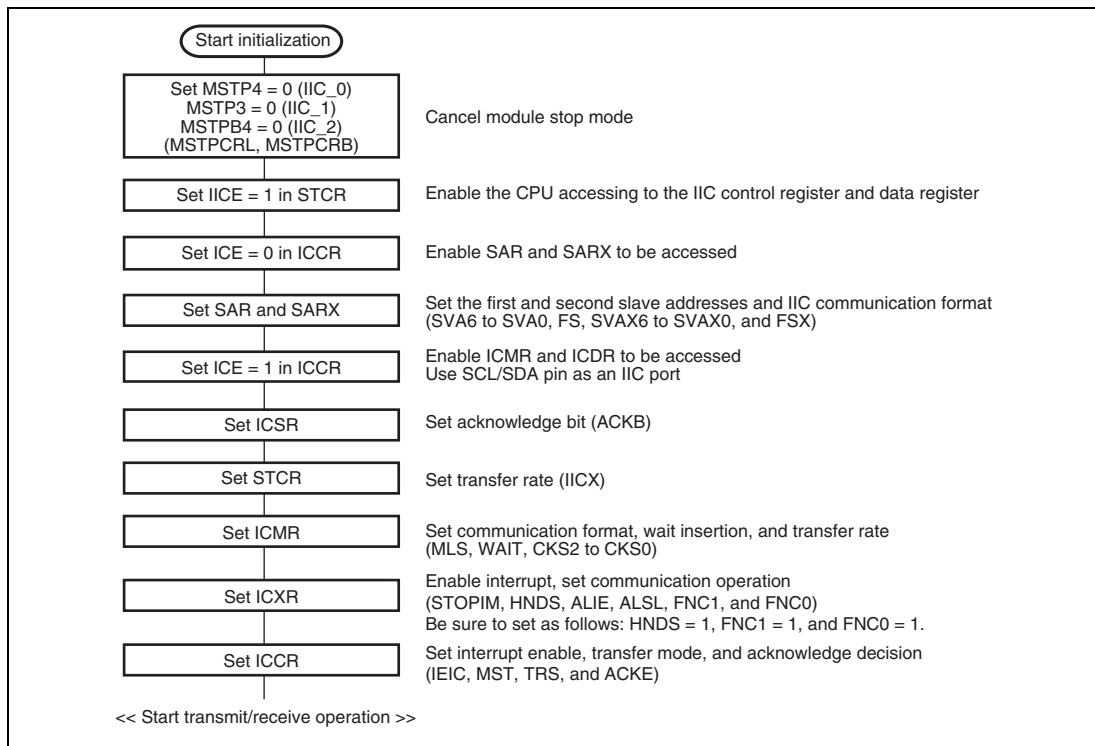 Start initialization
Set MSTP4 = 0 (IIC_0)
MSTP3 = 0 (IIC_1)
MSTPB4 = 0 (IIC_2)
(MSTPCRL, MSTPCRB)
Cancel module stop mode
Set IICE = 1 in STCR
Enable the CPU accessing to the IIC control register and data register
Set ICE = 0 in ICCR
Enable SAR and SARX to be accessed
Set SAR and SARX
Set the first and second slave addresses and IIC communication format
(SVA6 to SVA0, FS, SVAX6 to SVAX0, and FSX)
Set ICE = 1 in ICCR
Enable ICMR and ICDR to be accessed
Use SCL/SDA pin as an IIC port
Set ICSR
Set acknowledge bit (ACKB)
Set STCR
Set transfer rate (IICX)
Set ICMR
Set communication format, wait insertion, and transfer rate
(MLS, WAIT, CKS2 to CKS0)
Set ICXR
Enable interrupt, set communication operation
(STOPIM, HNDS, ALIE, ALSL, FNC1, and FNC0)
Be sure to set as follows: HNDS = 1, FNC1 = 1, and FNC0 = 1.
Set ICCR
Set interrupt enable, transfer mode, and acknowledge decision
(IEIC, MST, TRS, and ACKE)
<< Start transmit/receive operation >>